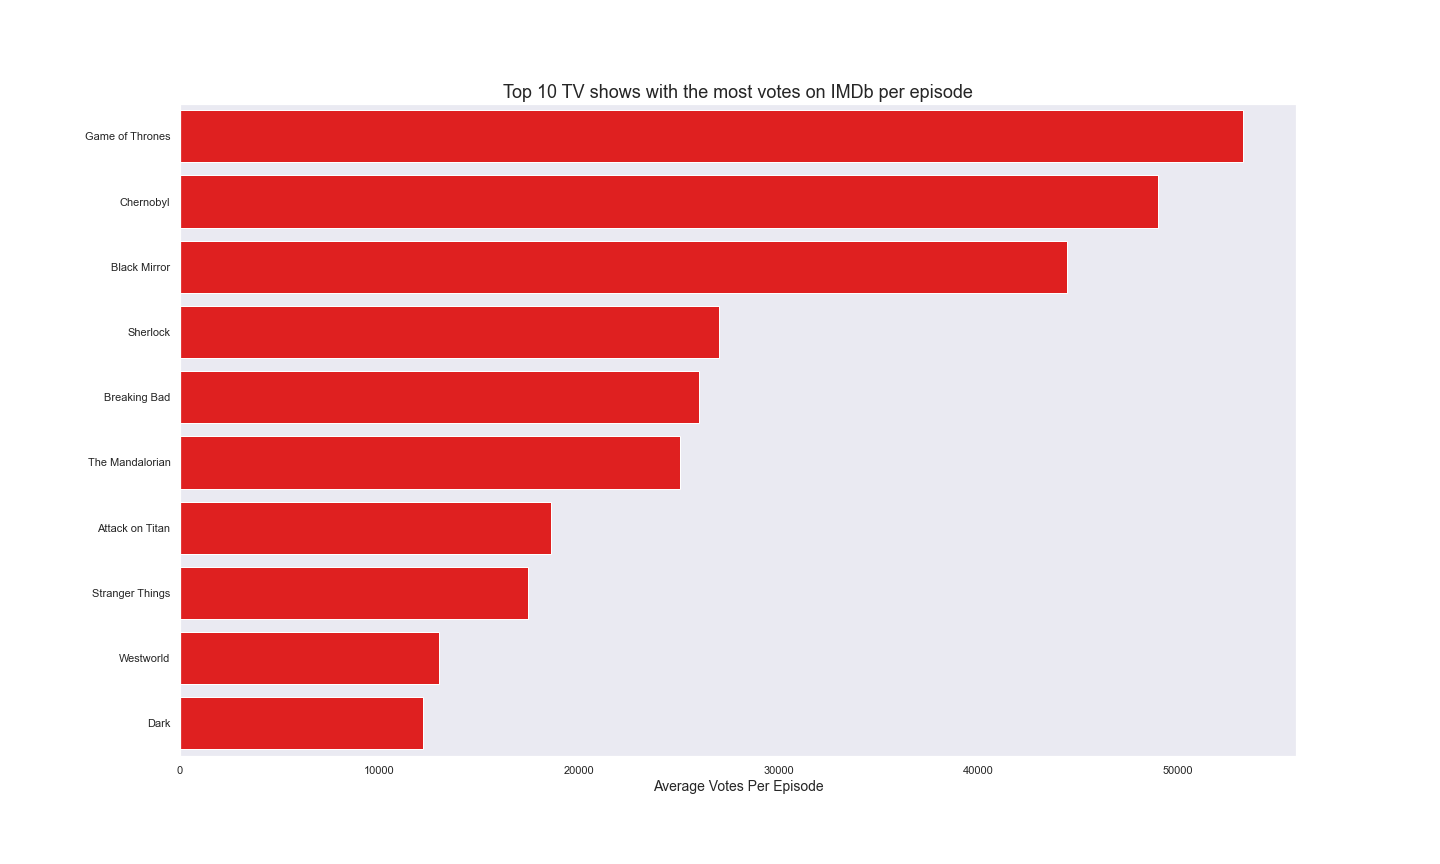 Top 10 TV shows with the most votes on IMDb per episode
Game of Thrones
Chernobyl
Black Mirror
Sherlock
Breaking Bad
The Mandalorian
Attack on Titan
Stranger Things
Westworld
Dark
0 10000 20000 30000 40000 50000
Average Votes Per Episode